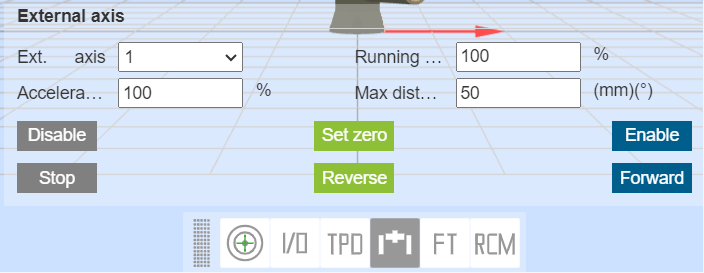 External axis
Ext. axis 1 Running ... 100 %
Accelera... 100 % Max dist... 50 (mm)(°)
Disable Set zero Enable
Stop Reverse Forward
I/O TPD FT RCM